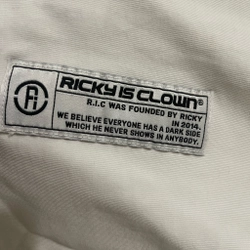 RICKY IS CLOWN®
R.I.C WAS FOUNDED BY RICKY
IN 2014.
WE BELIEVE EVERYONE HAS A DARK SIDE
WHICH HE NEVER SHOWS IN ANYBODY.